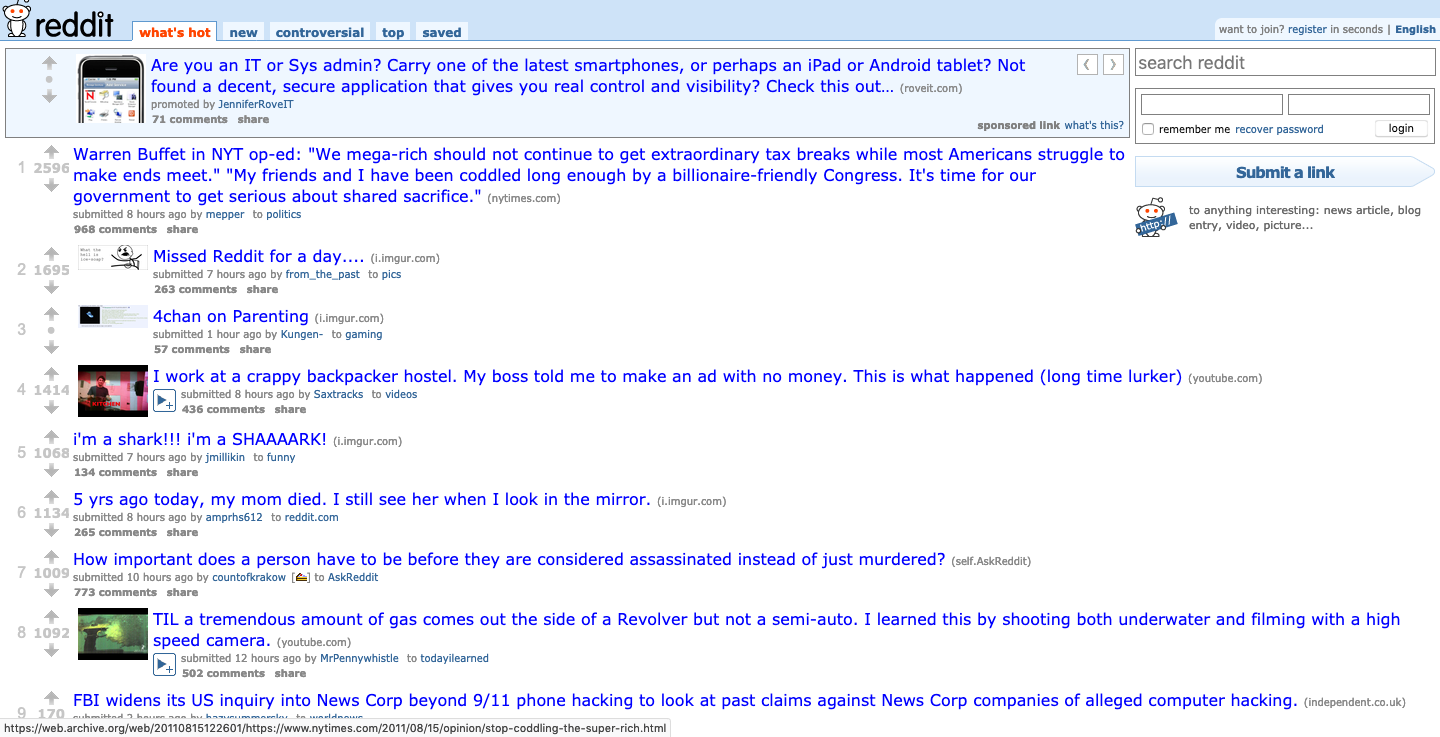 reddit
what's hot new controversial top saved
want to join? register in seconds | English
Are you an IT or Sys admin? Carry one of the latest smartphones, or perhaps an iPad or Android tablet? Not
found a decent, secure application that gives you real control and visibility? Check this out... (roveit.com)
promoted by JenniferRoveIT
71 comments share
sponsored link what's this?
search reddit
remember me recover password login
Submit a link
http://
to anything interesting: news article, blog
entry, video, picture...
1 2596
Warren Buffet in NYT op-ed: "We mega-rich should not continue to get extraordinary tax breaks while most Americans struggle to
make ends meet." "My friends and I have been coddled long enough by a billionaire-friendly Congress. It's time for our
government to get serious about shared sacrifice." (nytimes.com)
submitted 8 hours ago by mepper to politics
968 comments share
2 1695
Missed Reddit for a day.... (i.imgur.com)
submitted 7 hours ago by from_the_past to pics
263 comments share
3
4chan on Parenting (i.imgur.com)
submitted 1 hour ago by Kungen- to gaming
57 comments share
4 1414
I work at a crappy backpacker hostel. My boss told me to make an ad with no money. This is what happened (long time lurker) (youtube.com)
submitted 8 hours ago by Saxtracks to videos
436 comments share
5 1068
i'm a shark!!! i'm a SHAAAARK! (i.imgur.com)
submitted 7 hours ago by jmillikin to funny
134 comments share
6 1134
5 yrs ago today, my mom died. I still see her when I look in the mirror. (i.imgur.com)
submitted 8 hours ago by amprhs612 to reddit.com
265 comments share
7 1009
How important does a person have to be before they are considered assassinated instead of just murdered? (self.AskReddit)
submitted 10 hours ago by countofkrakow [] to AskReddit
773 comments share
8 1092
TIL a tremendous amount of gas comes out the side of a Revolver but not a semi-auto. I learned this by shooting both underwater and filming with a high
speed camera. (youtube.com)
submitted 12 hours ago by MrPennywhistle to todayilearned
502 comments share
9 170
FBI widens its US inquiry into News Corp beyond 9/11 phone hacking to look at past claims against News Corp companies of alleged computer hacking. (independent.co.uk)
submitted 2 hours ago by hazysummersky to worldnews
https://web.archive.org/web/20110815122601/https://www.nytimes.com/2011/08/15/opinion/stop-coddling-the-super-rich.html